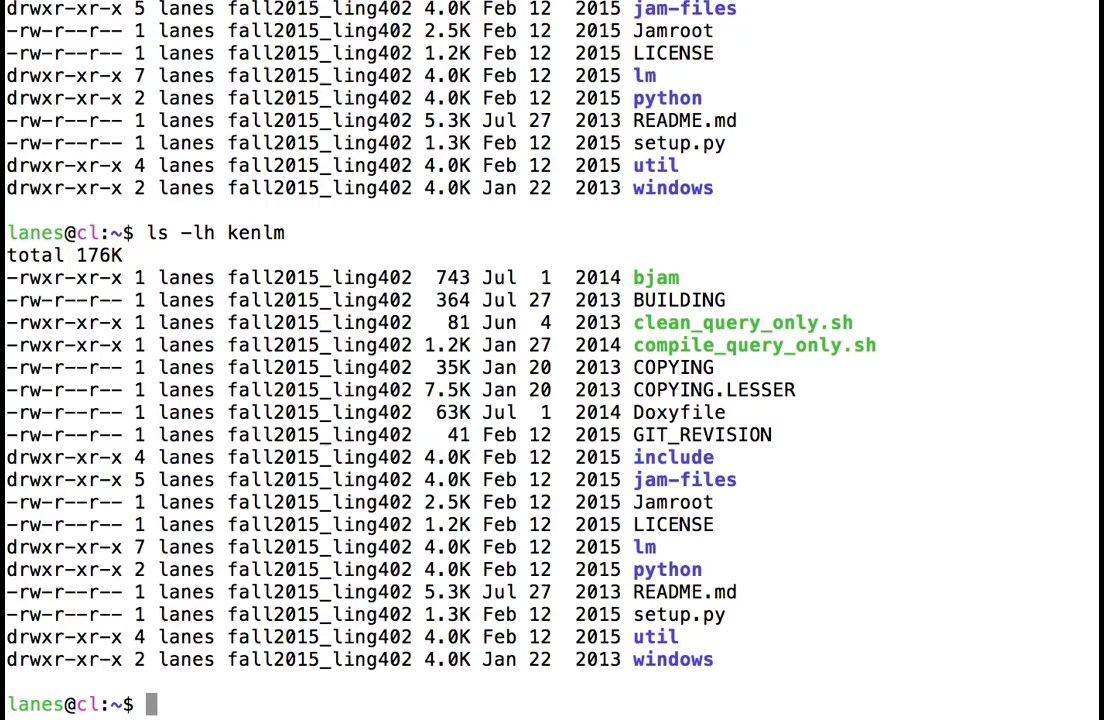 drwxr-xr-x 5 lanes fall2015_ling402 4.0K Feb 12  2015 jam-files
-rw-r--r-- 1 lanes fall2015_ling402 2.5K Feb 12  2015 Jamroot
-rw-r--r-- 1 lanes fall2015_ling402 1.2K Feb 12  2015 LICENSE
drwxr-xr-x 7 lanes fall2015_ling402 4.0K Feb 12  2015 lm
drwxr-xr-x 2 lanes fall2015_ling402 4.0K Feb 12  2015 python
-rw-r--r-- 1 lanes fall2015_ling402 5.3K Jul 27  2013 README.md
-rw-r--r-- 1 lanes fall2015_ling402 1.3K Feb 12  2015 setup.py
drwxr-xr-x 4 lanes fall2015_ling402 4.0K Feb 12  2015 util
drwxr-xr-x 2 lanes fall2015_ling402 4.0K Jan 22  2013 windows
lanes@cl:~$ ls -lh kenlm
total 176K
-rwxr-xr-x 1 lanes fall2015_ling402  743 Jul  1  2014 bjam
-rw-r--r-- 1 lanes fall2015_ling402  364 Jul 27  2013 BUILDING
-rwxr-xr-x 1 lanes fall2015_ling402   81 Jun  4  2013 clean_query_only.sh
-rwxr-xr-x 1 lanes fall2015_ling402 1.2K Jan 27  2014 compile_query_only.sh
-rw-r--r-- 1 lanes fall2015_ling402  35K Jan 20  2013 COPYING
-rw-r--r-- 1 lanes fall2015_ling402 7.5K Jan 20  2013 COPYING.LESSER
-rw-r--r-- 1 lanes fall2015_ling402  63K Jul  1  2014 Doxyfile
-rw-r--r-- 1 lanes fall2015_ling402   41 Feb 12  2015 GIT_REVISION
drwxr-xr-x 4 lanes fall2015_ling402 4.0K Feb 12  2015 include
drwxr-xr-x 5 lanes fall2015_ling402 4.0K Feb 12  2015 jam-files
-rw-r--r-- 1 lanes fall2015_ling402 2.5K Feb 12  2015 Jamroot
-rw-r--r-- 1 lanes fall2015_ling402 1.2K Feb 12  2015 LICENSE
drwxr-xr-x 7 lanes fall2015_ling402 4.0K Feb 12  2015 lm
drwxr-xr-x 2 lanes fall2015_ling402 4.0K Feb 12  2015 python
-rw-r--r-- 1 lanes fall2015_ling402 5.3K Jul 27  2013 README.md
-rw-r--r-- 1 lanes fall2015_ling402 1.3K Feb 12  2015 setup.py
drwxr-xr-x 4 lanes fall2015_ling402 4.0K Feb 12  2015 util
drwxr-xr-x 2 lanes fall2015_ling402 4.0K Jan 22  2013 windows
lanes@cl:~$